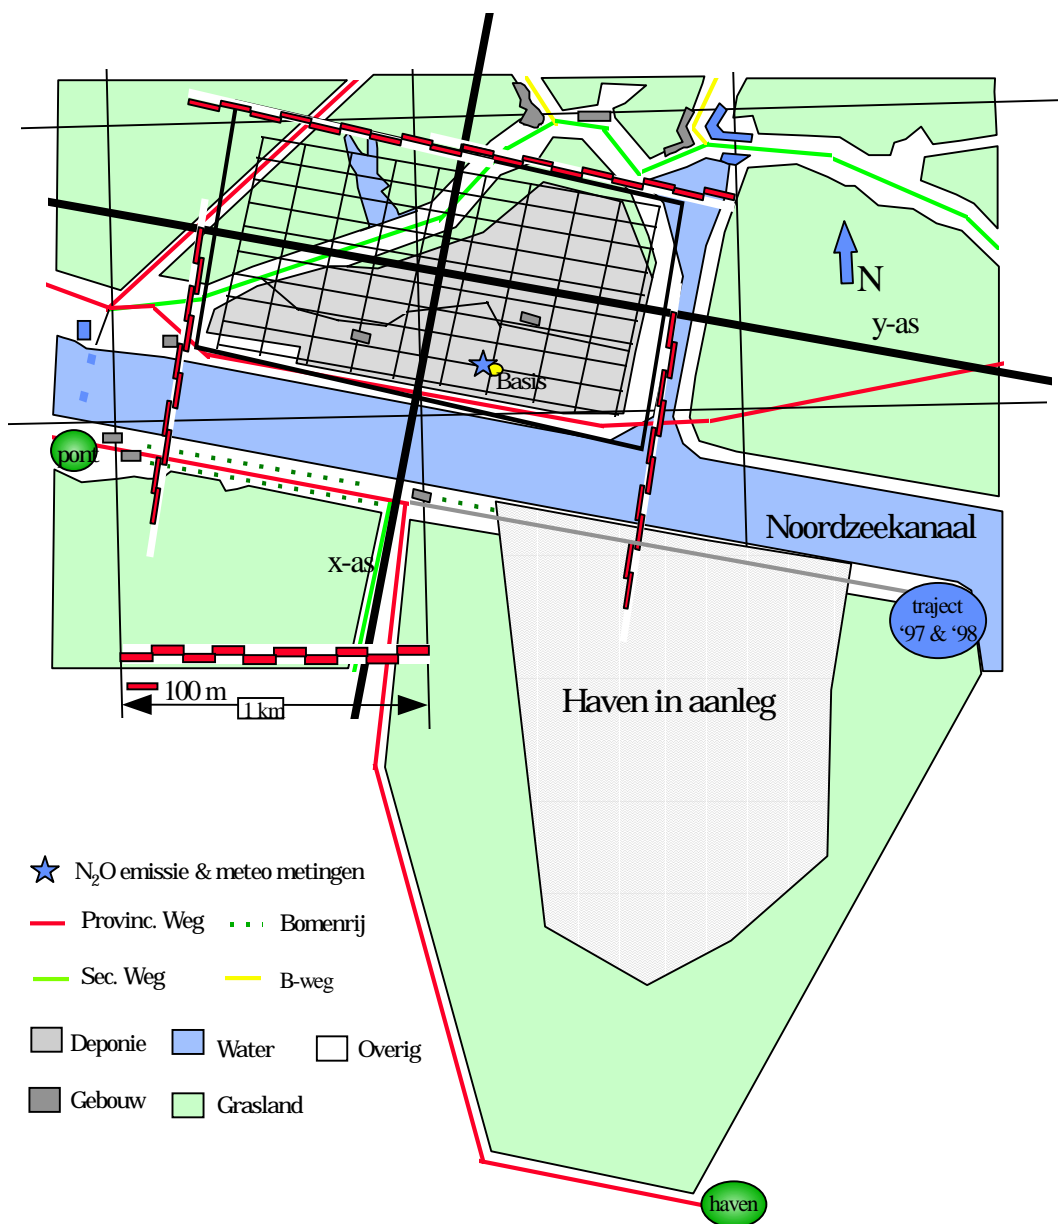 N
y-as
Basis
pont
Noordzeekanaal
x-as
traject
‘97 & ‘98
100 m
1 km
Haven in aanleg
N₂O emissie & meteo metingen
Provinc. Weg
Bomenrij
Sec. Weg
B-weg
Deponie
Water
Overig
Gebouw
Grasland
haven